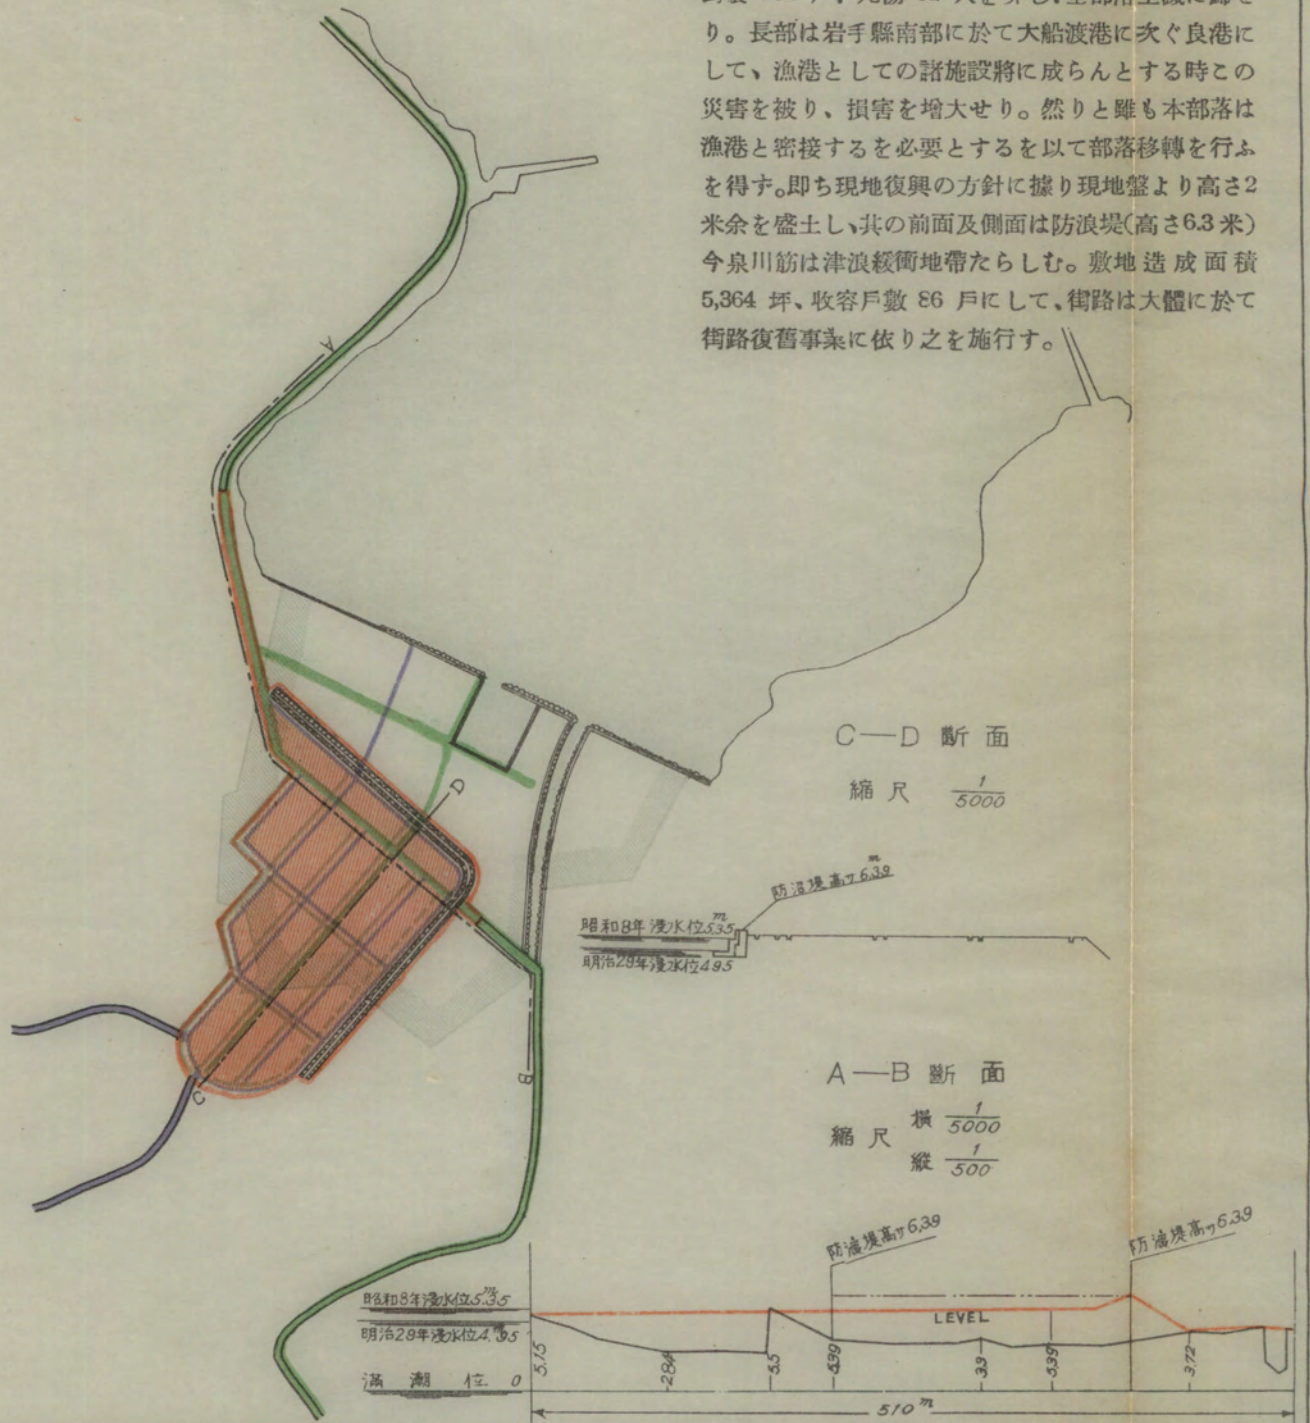 り。長部は岩手縣南部に於て大船渡港に次ぐ良港に
して、漁港としての諸施設將に成らんとする時この
災害を被り、損害を增大せり。然りと雖も本部落は
漁港と密接するを必要とするを以て部落移轉を行ふ
を得す。即ち現地復興の方針に據り現地盤より高さ2
米余を盛土し、其の前面及側面は防浪堤(高さ6.3米)
今泉川筋は津浪緩衝地帶たらしむ。敷地造成面積
5,364 坪、收容戶數 86 戶にして、街路は大體に於て
街路復舊事業に依り之を施行す。
A
D
C
B
C—D 斷面
縮尺 1/5000
防浪堤高サ6.39m
昭和8年浸水位5.35m
明治29年浸水位4.95
A—B 斷面
縮尺 橫 1/5000
縱 1/500
防浪堤高サ6.39
防浪堤高サ6.39
昭和8年浸水位5.35m
明治29年浸水位4.95m
滿潮位 0
LEVEL
5.15
2.84
5.5
5.39
3.3
5.39
3.72
510m